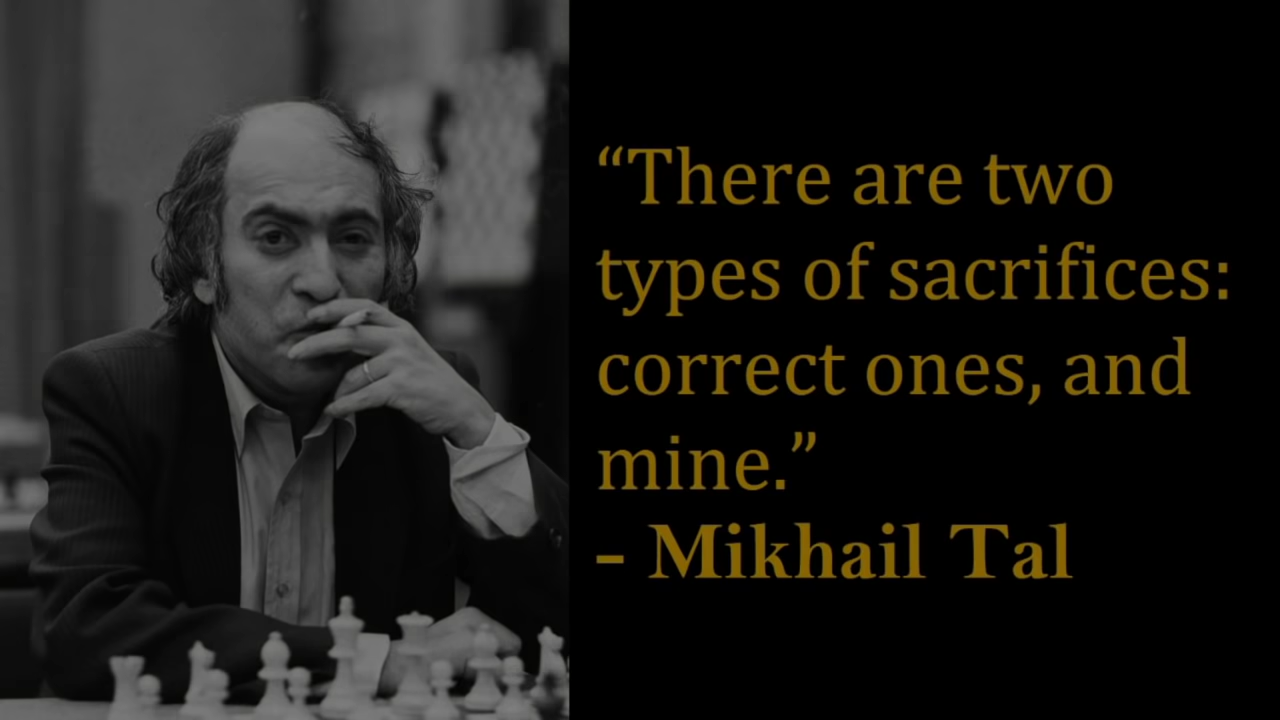 “There are two
types of sacrifices:
correct ones, and
mine.”
- Mikhail Tal